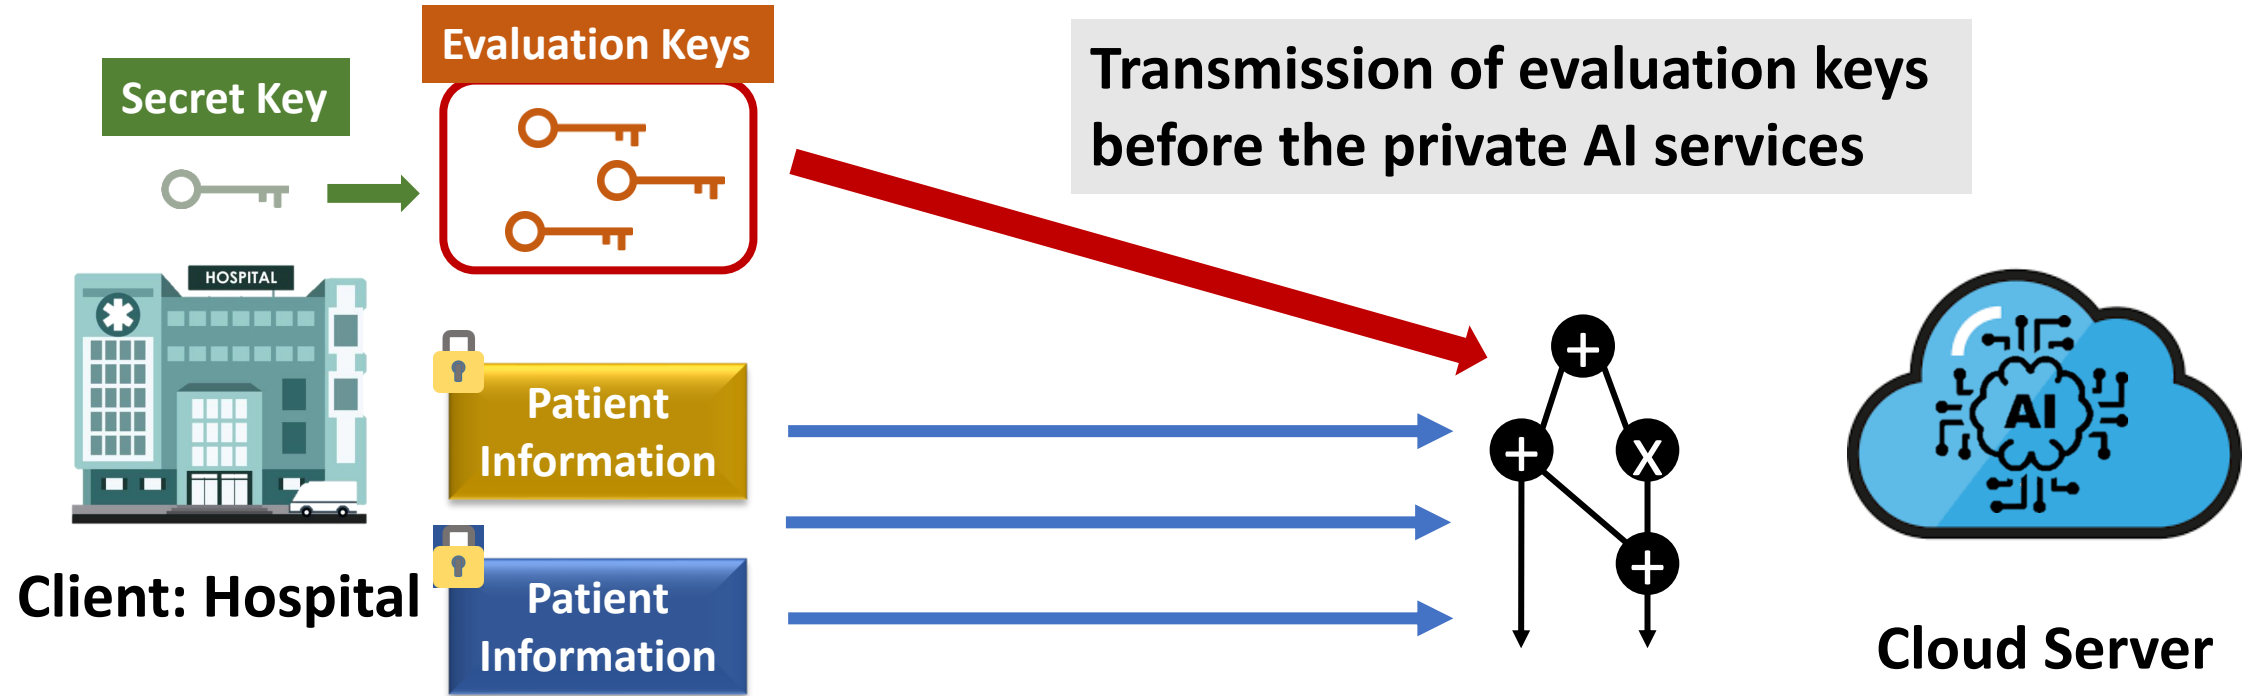 Evaluation Keys
Secret Key
Transmission of evaluation keys
before the private AI services
HOSPITAL
Client: Hospital
Patient
Information
Patient
Information
+
+
X
+
AI
Cloud Server